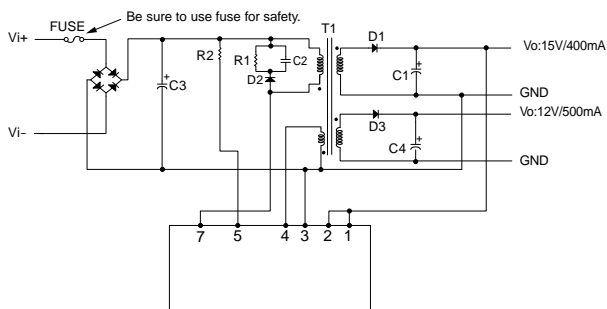 Be sure to use fuse for safety.
FUSE
Vi+
T1
D1
Vo:15V/400mA
R2
R1
C2
D2
+
C3
+
C1
GND
Vo:12V/500mA
D3
+
C4
Vi−
GND
7 5 4 3 2 1